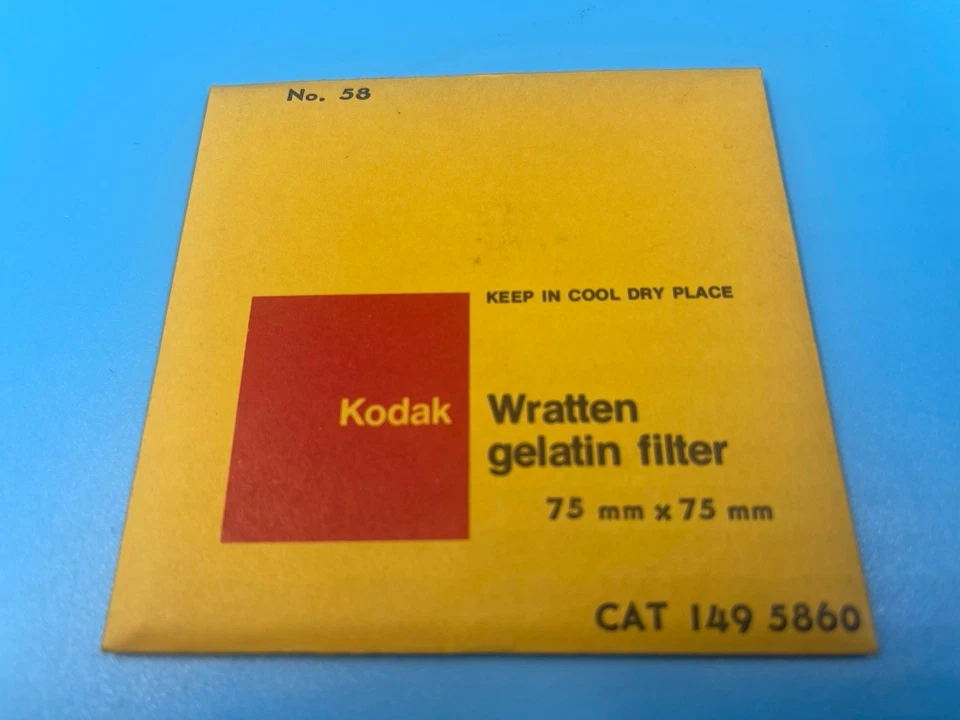 No. 58
KEEP IN COOL DRY PLACE
Kodak
Wratten
gelatin filter
75 mm x 75 mm
CAT 149 5860